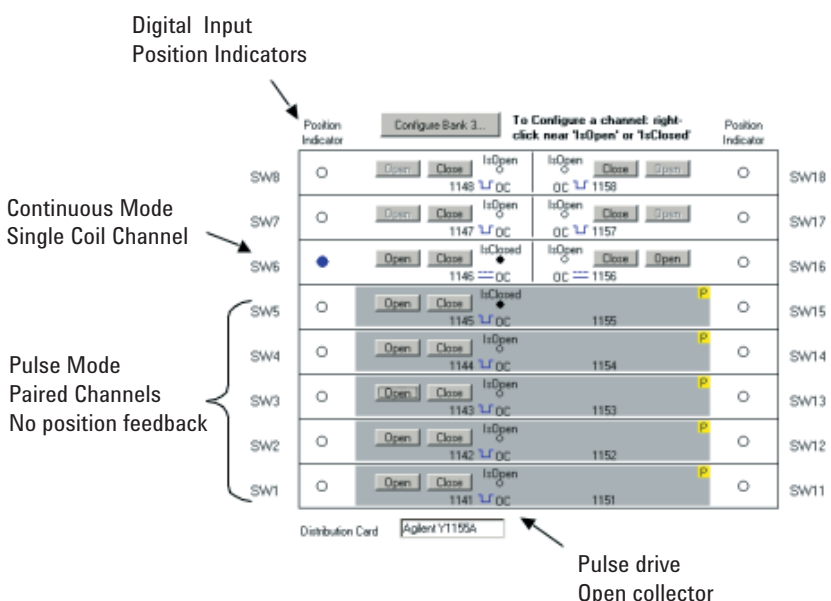 Digital Input
Position Indicators
Position
Indicator
Configure Bank 3...
To Configure a channel: right-
click near 'IsOpen' or 'IsClosed'
Position
Indicator
SW8 Open Close IsOpen 1148 OC IsOpen OC 1158 Close Open SW18
Continuous Mode
Single Coil Channel
SW7 Open Close IsOpen 1147 OC IsOpen OC 1157 Close Open SW17
SW6 Open Close IsClosed 1146 OC IsOpen OC 1156 Close Open SW16
SW5 Open Close IsClosed 1145 OC 1155 P SW15
Pulse Mode
Paired Channels
No position feedback
SW4 Open Close IsOpen 1144 OC 1154 P SW14
SW3 Open Close IsOpen 1143 OC 1153 P SW13
SW2 Open Close IsOpen 1142 OC 1152 P SW12
SW1 Open Close IsOpen 1141 OC 1151 P SW11
Distribution Card Agilent Y1155A
Pulse drive
Open collector